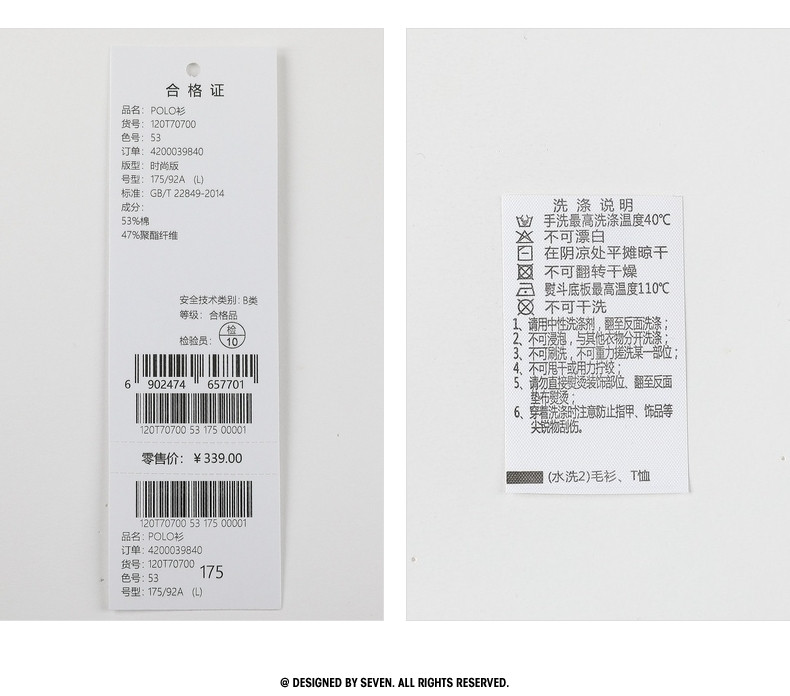 合格证
品名：POLO衫
货号：120T70700
色号：53
订单：4200039840
版型：时尚版
号型：175/92A （L）
标准：GB/T 22849-2014
成分：
53%棉
47%聚酯纤维
安全技术类别：B类
等级：合格品
检验员：检10
6 902474 657701
120T70700 53 175 00001
零售价：￥339.00
120T70700 53 175 00001
品名：POLO衫
订单：4200039840
货号：120T70700
色号：53 175
号型：175/92A （L）
洗涤说明
手洗最高洗涤温度40℃
不可漂白
在阴凉处平摊晾干
不可翻转干燥
熨斗底板最高温度110℃
不可干洗
1、请用中性洗涤剂，翻至反面洗涤；
2、不可浸泡，与其他衣物分开洗涤；
3、不可刷洗，不可重力搓洗某一部位；
4、不可甩干或用力拧绞；
5、请勿直接熨烫装饰部位、翻至反面
垫布熨烫；
6、穿着洗涤时注意防止指甲、饰品等
尖锐物刮伤。
(水洗2)毛衫、T恤
@ DESIGNED BY SEVEN. ALL RIGHTS RESERVED.